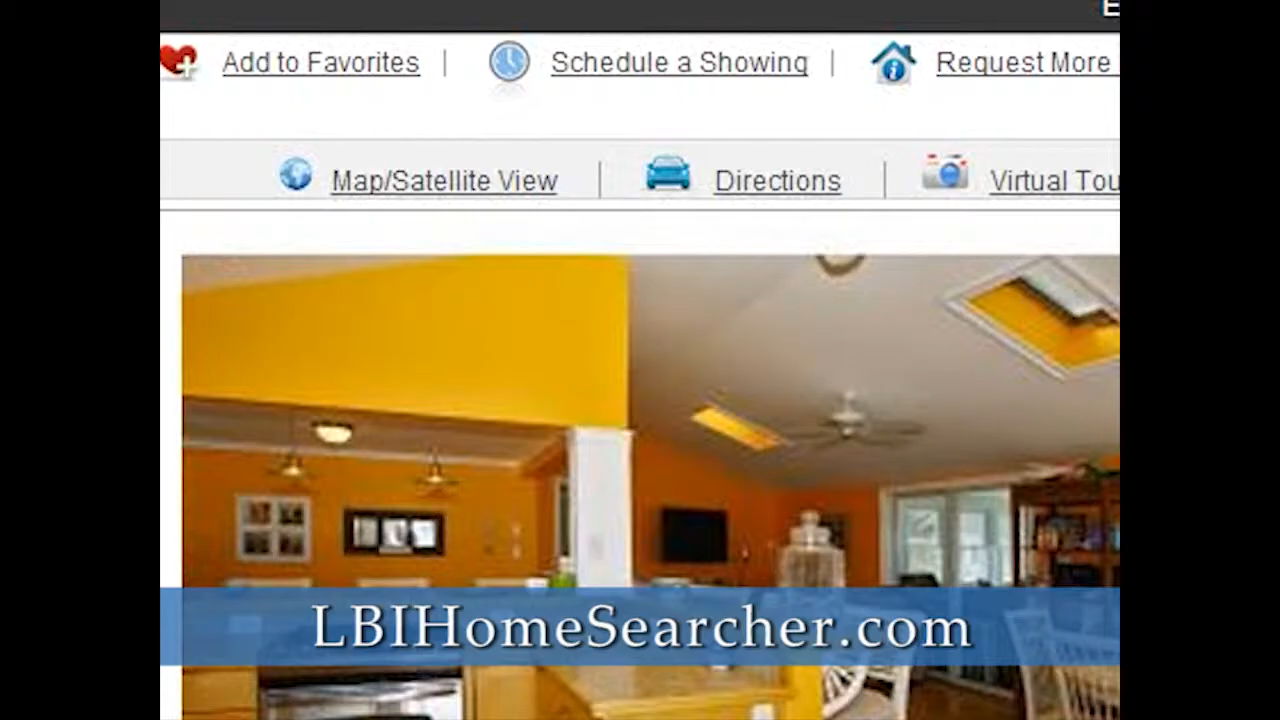 Add to Favorites | Schedule a Showing | Request More
Map/Satellite View | Directions | Virtual Tou
LBIHomeSearcher.com